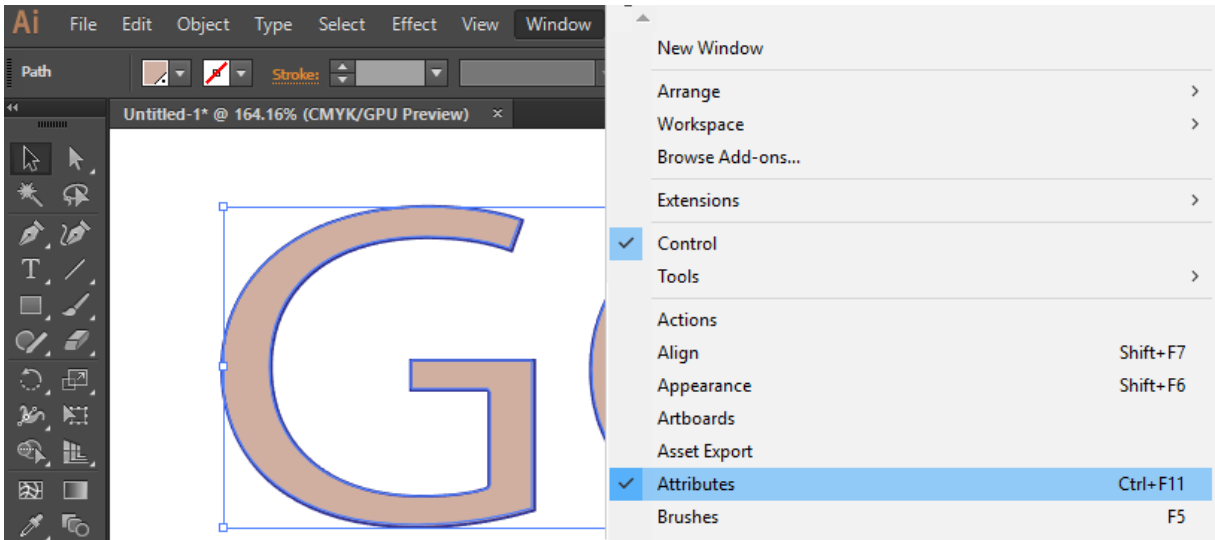 Ai File Edit Object Type Select Effect View Window
Path Stroke:
Untitled-1* @ 164.16% (CMYK/GPU Preview) ×
T
G
New Window
Arrange
Workspace
Browse Add-ons...
Extensions
Control
Tools
Actions
Align Shift+F7
Appearance Shift+F6
Artboards
Asset Export
Attributes Ctrl+F11
Brushes F5